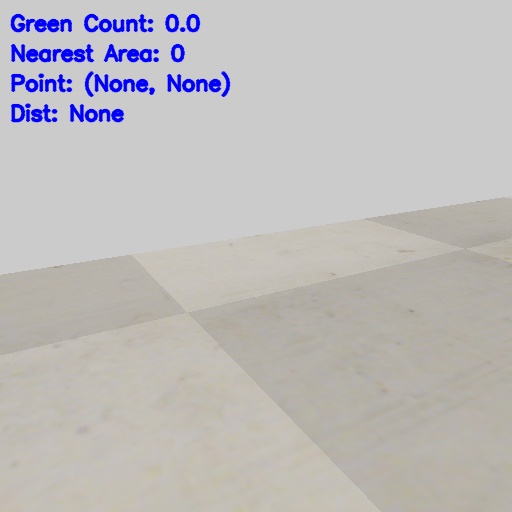 Green Count: 0.0
Nearest Area: 0
Point: (None, None)
Dist: None